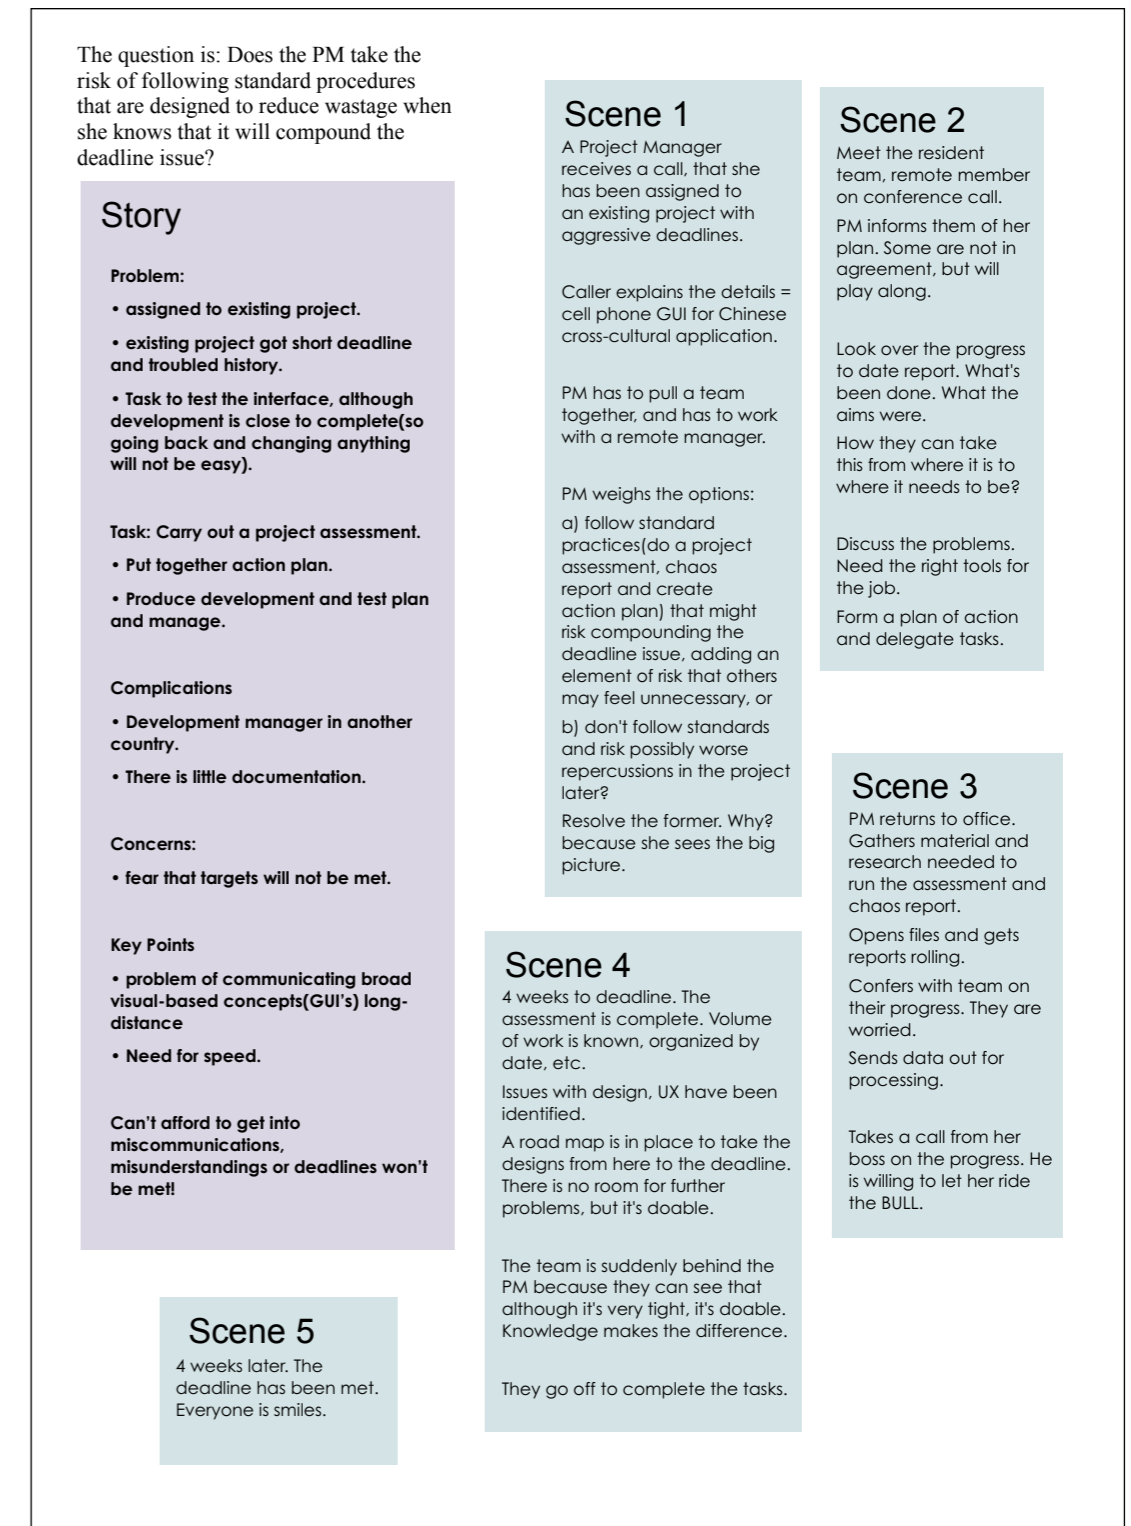 The question is: Does the PM take the
risk of following standard procedures
that are designed to reduce wastage when
she knows that it will compound the
deadline issue?
Story
Problem:
• assigned to existing project.
• existing project got short deadline
and troubled history.
• Task to test the interface, although
development is close to complete(so
going back and changing anything
will not be easy).
Task: Carry out a project assessment.
• Put together action plan.
• Produce development and test plan
and manage.
Complications
• Development manager in another
country.
• There is little documentation.
Concerns:
• fear that targets will not be met.
Key Points
• problem of communicating broad
visual-based concepts(GUI's) long-
distance
• Need for speed.
Can't afford to get into
miscommunications,
misunderstandings or deadlines won't
be met!
Scene 1
A Project Manager
receives a call, that she
has been assigned to
an existing project with
aggressive deadlines.
Caller explains the details =
cell phone GUI for Chinese
cross-cultural application.
PM has to pull a team
together, and has to work
with a remote manager.
PM weighs the options:
a) follow standard
practices(do a project
assessment, chaos
report and create
action plan) that might
risk compounding the
deadline issue, adding an
element of risk that others
may feel unnecessary, or
b) don't follow standards
and risk possibly worse
repercussions in the project
later?
Resolve the former. Why?
because she sees the big
picture.
Scene 2
Meet the resident
team, remote member
on conference call.
PM informs them of her
plan. Some are not in
agreement, but will
play along.
Look over the progress
to date report. What's
been done. What the
aims were.
How they can take
this from where it is to
where it needs to be?
Discuss the problems.
Need the right tools for
the job.
Form a plan of action
and delegate tasks.
Scene 3
PM returns to office.
Gathers material and
research needed to
run the assessment and
chaos report.
Opens files and gets
reports rolling.
Confers with team on
their progress. They are
worried.
Sends data out for
processing.
Takes a call from her
boss on the progress. He
is willing to let her ride
the BULL.
Scene 4
4 weeks to deadline. The
assessment is complete. Volume
of work is known, organized by
date, etc.
Issues with design, UX have been
identified.
A road map is in place to take the
designs from here to the deadline.
There is no room for further
problems, but it's doable.
The team is suddenly behind the
PM because they can see that
although it's very tight, it's doable.
Knowledge makes the difference.
They go off to complete the tasks.
Scene 5
4 weeks later. The
deadline has been met.
Everyone is smiles.